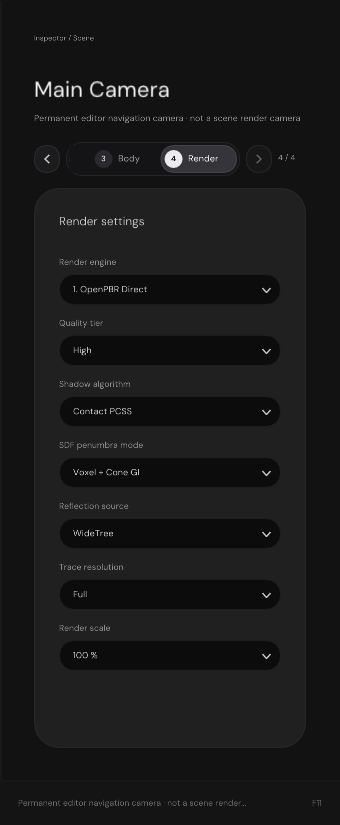 Inspector / Scene
Main Camera
Permanent editor navigation camera · not a scene render camera
3 Body 4 Render 4 / 4
Render settings
Render engine
1. OpenPBR Direct
Quality tier
High
Shadow algorithm
Contact PCSS
SDF penumbra mode
Voxel + Cone GI
Reflection source
WideTree
Trace resolution
Full
Render scale
100 %
Permanent editor navigation camera · not a scene render... F11